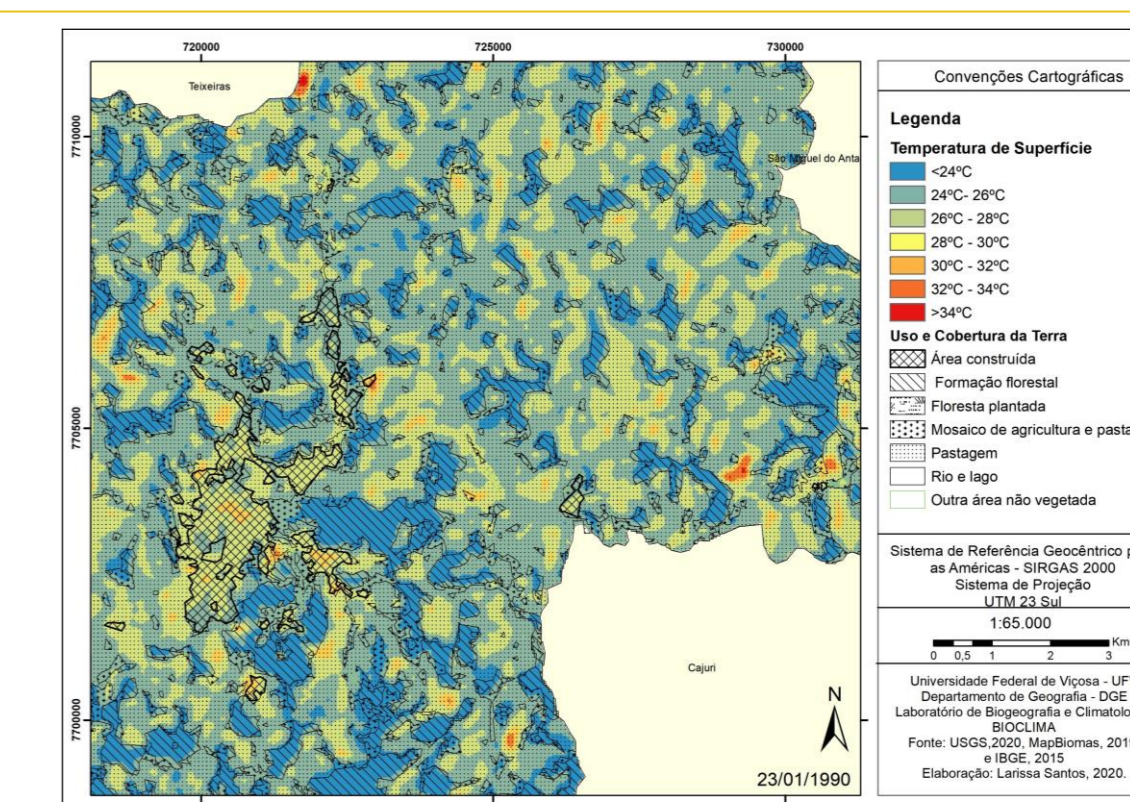 720000
725000
730000
7710000
7705000
7700000
Teixeiras
São Miguel do Anta
Cajuri
N
23/01/1990
Convenções Cartográficas
Legenda
Temperatura de Superfície
<24ºC
24ºC- 26ºC
26ºC - 28ºC
28ºC - 30ºC
30ºC - 32ºC
32ºC - 34ºC
>34ºC
Uso e Cobertura da Terra
Área construída
Formação florestal
Floresta plantada
Mosaico de agricultura e pasta
Pastagem
Rio e lago
Outra área não vegetada
Sistema de Referência Geocêntrico p
as Américas - SIRGAS 2000
Sistema de Projeção
UTM 23 Sul
1:65.000
Km
0 0,5 1 2 3
Universidade Federal de Viçosa - UF
Departamento de Geografia - DGE
Laboratório de Biogeografia e Climatolo
BIOCLIMA
Fonte: USGS,2020, MapBiomas, 201
e IBGE, 2015
Elaboração: Larissa Santos, 2020.